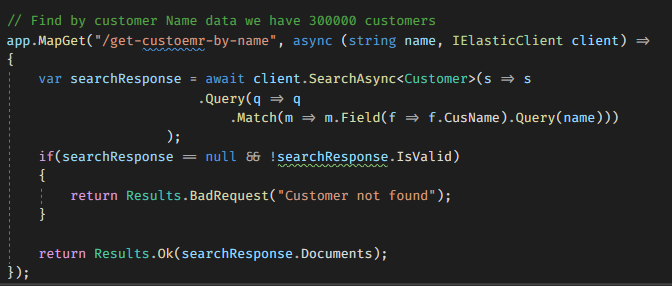 // Find by customer Name data we have 300000 customers
app.MapGet("/get-custoemr-by-name", async (string name, IElasticClient client) =>
{
    var searchResponse = await client.SearchAsync<Customer>(s => s
                        .Query(q => q
                            .Match(m => m.Field(f => f.CusName).Query(name)))
                    );
    if(searchResponse == null && !searchResponse.IsValid)
    {
        return Results.BadRequest("Customer not found");
    }

    return Results.Ok(searchResponse.Documents);
});